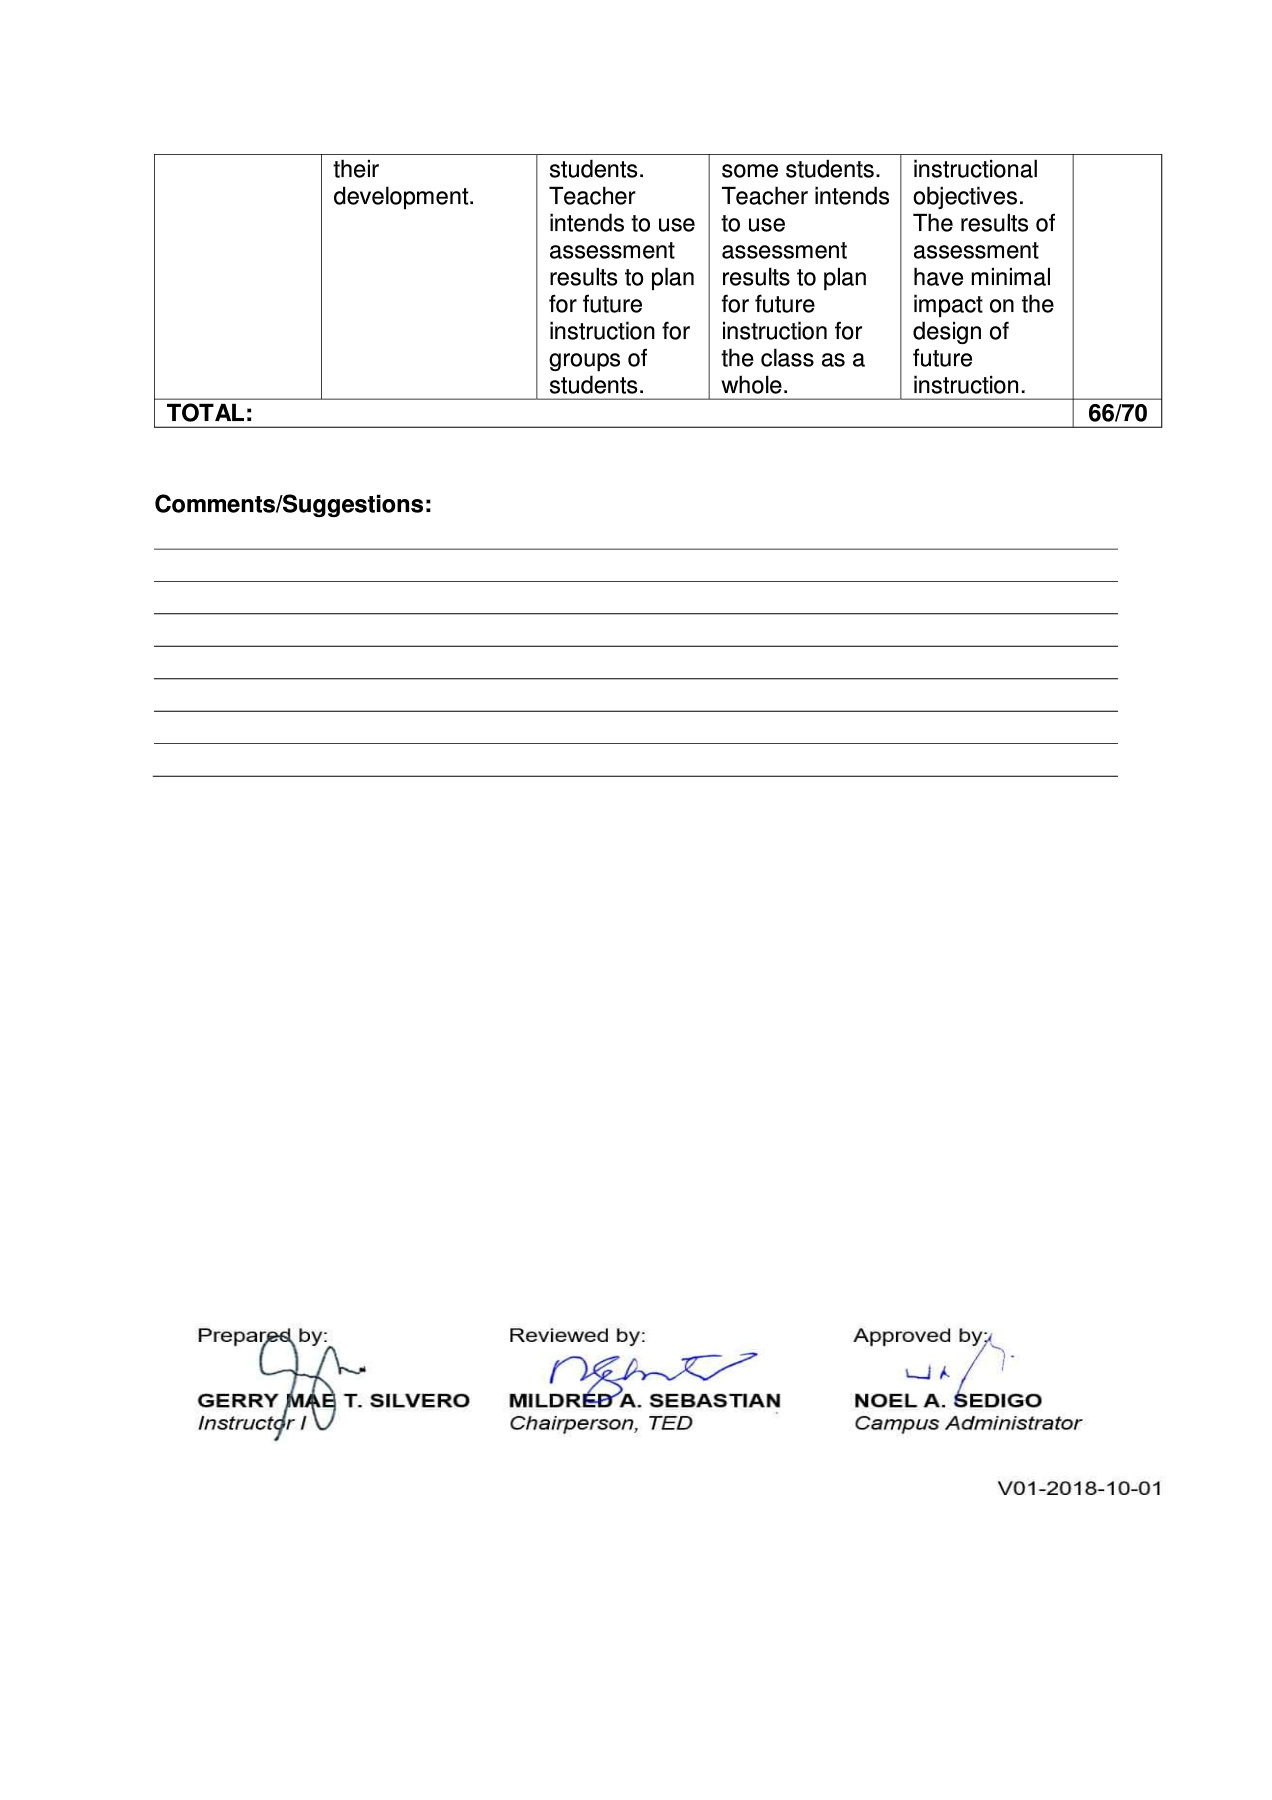 their
development.
students.
Teacher
intends to use
assessment
results to plan
for future
instruction for
groups of
students.
some students.
Teacher intends
to use
assessment
results to plan
for future
instruction for
the class as a
whole.
instructional
objectives.
The results of
assessment
have minimal
impact on the
design of
future
instruction.
TOTAL: 66/70
Comments/Suggestions:
Prepared by: Reviewed by: Approved by:
GERRY MAE T. SILVERO MILDRED A. SEBASTIAN NOEL A. SEDIGO
Instructor I Chairperson, TED Campus Administrator
V01-2018-10-01